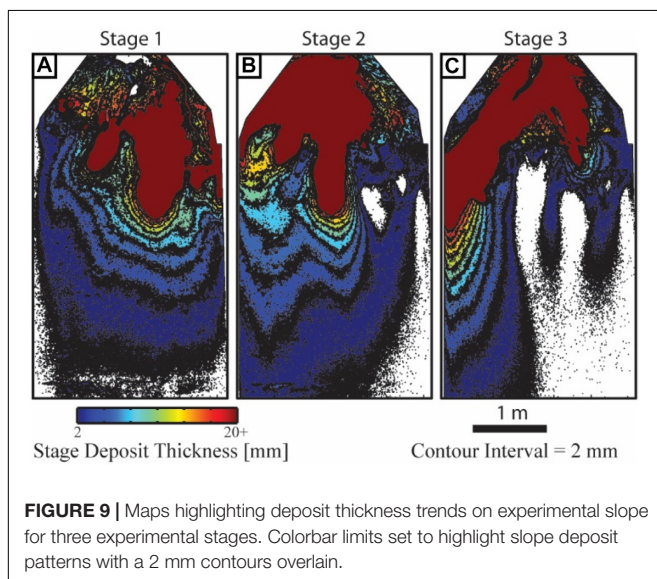 Stage 1 Stage 2 Stage 3
A B C
2 20+
Stage Deposit Thickness [mm]
1 m
Contour Interval = 2 mm
FIGURE 9 | Maps highlighting deposit thickness trends on experimental slope
for three experimental stages. Colorbar limits set to highlight slope deposit
patterns with a 2 mm contours overlain.